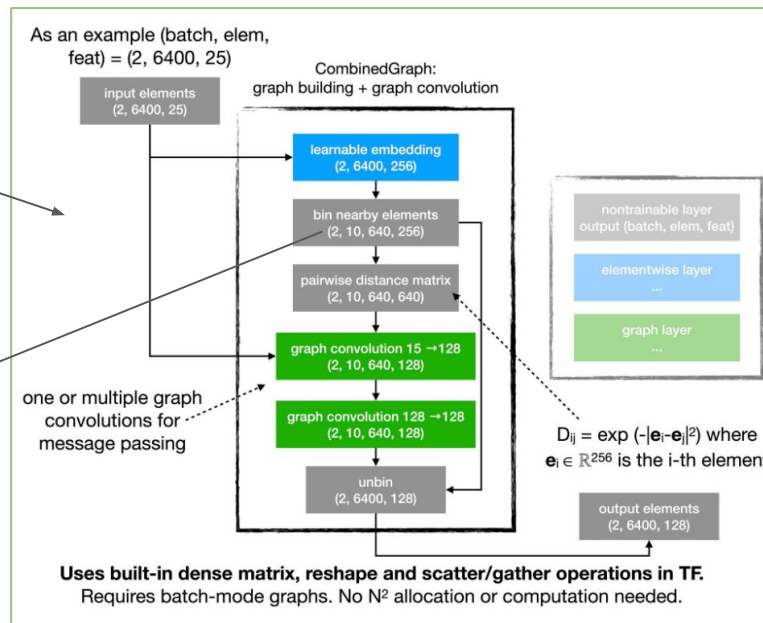 As an example (batch, elem,
feat) = (2, 6400, 25)
input elements
(2, 6400, 25)
CombinedGraph:
graph building + graph convolution
learnable embedding
(2, 6400, 256)
bin nearby elements
(2, 10, 640, 256)
pairwise distance matrix
(2, 10, 640, 640)
graph convolution 15 →128
(2, 10, 640, 128)
graph convolution 128 →128
(2, 10, 640, 128)
unbin
(2, 6400, 128)
one or multiple graph
convolutions for
message passing
nontrainable layer
output (batch, elem, feat)
elementwise layer
...
graph layer
...
Dᵢⱼ = exp (-|eᵢ-eⱼ|²) where
eᵢ ∈ ℝ²⁵⁶ is the i-th element
output elements
(2, 6400, 128)
Uses built-in dense matrix, reshape and scatter/gather operations in TF.
Requires batch-mode graphs. No N² allocation or computation needed.